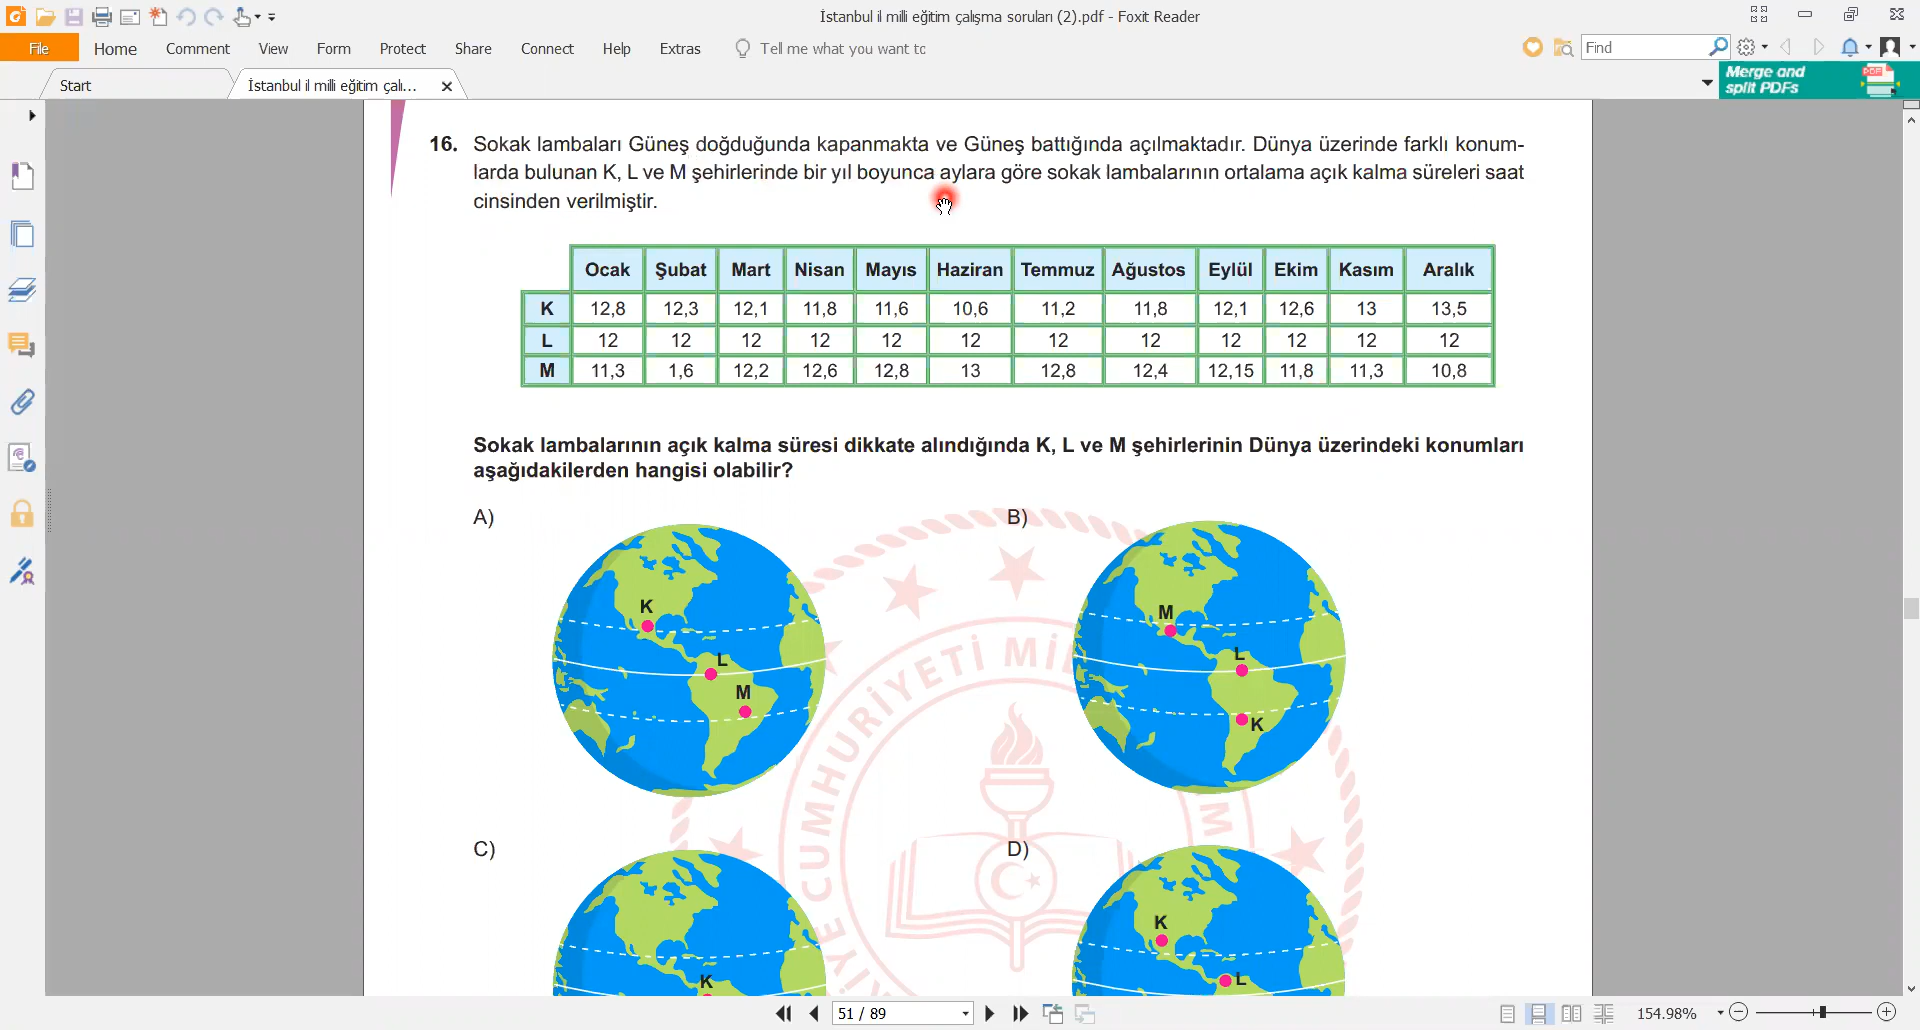 İstanbul il milli eğitim çalışma soruları (2).pdf - Foxit Reader
File Home Comment View Form Protect Share Connect Help Extras Tell me what you want to
Find
Start
İstanbul il milli eğitim çalı...
Merge and
split PDFs
PDF
16. Sokak lambaları Güneş doğduğunda kapanmakta ve Güneş battığında açılmaktadır. Dünya üzerinde farklı konum-
larda bulunan K, L ve M şehirlerinde bir yıl boyunca aylara göre sokak lambalarının ortalama açık kalma süreleri saat
cinsinden verilmiştir.
Ocak Şubat Mart Nisan Mayıs Haziran Temmuz Ağustos Eylül Ekim Kasım Aralık
K 12,8 12,3 12,1 11,8 11,6 10,6 11,2 11,8 12,1 12,6 13 13,5
L 12 12 12 12 12 12 12 12 12 12 12 12
M 11,3 1,6 12,2 12,6 12,8 13 12,8 12,4 12,15 11,8 11,3 10,8
Sokak lambalarının açık kalma süresi dikkate alındığında K, L ve M şehirlerinin Dünya üzerindeki konumları
aşağıdakilerden hangisi olabilir?
A)
K
L
M
B)
M
L
K
C)
K
D)
K
L
51 / 89
154.98%